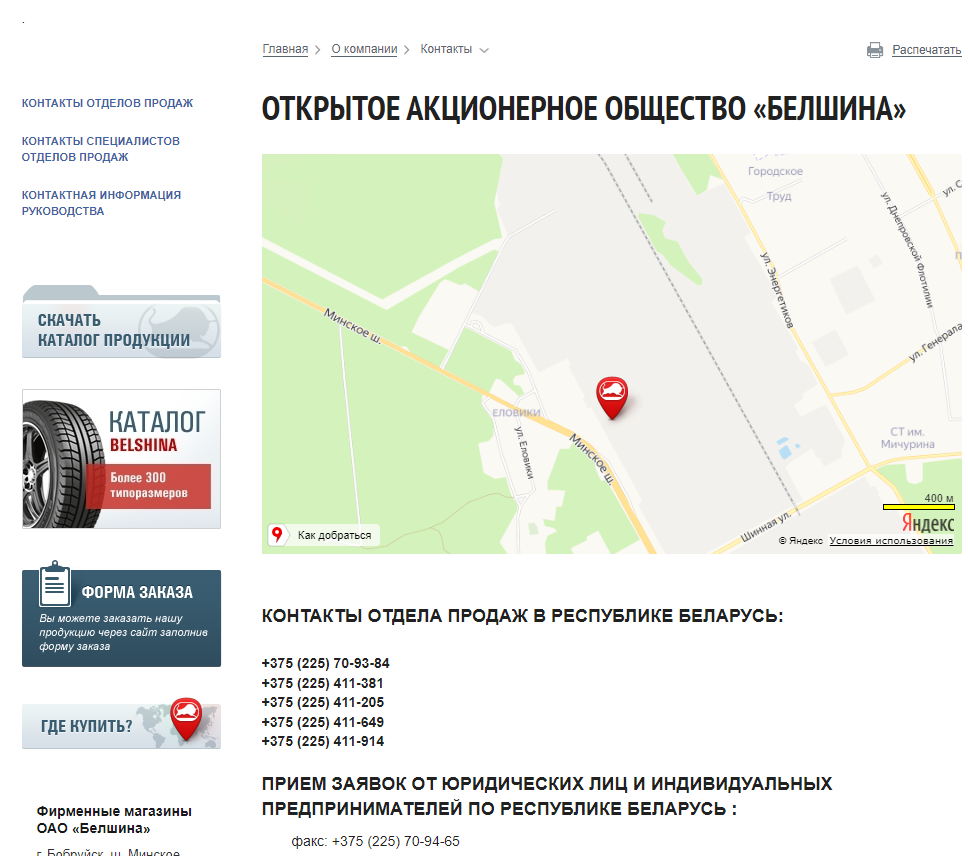 .
Главная
О компании
Контакты
Распечатать
КОНТАКТЫ ОТДЕЛОВ ПРОДАЖ
КОНТАКТЫ СПЕЦИАЛИСТОВ
ОТДЕЛОВ ПРОДАЖ
КОНТАКТНАЯ ИНФОРМАЦИЯ
РУКОВОДСТВА
СКАЧАТЬ
КАТАЛОГ ПРОДУКЦИИ
КАТАЛОГ
BELSHINA
Более 300
типоразмеров
ФОРМА ЗАКАЗА
Вы можете заказать нашу
продукцию через сайт заполнив
форму заказа
ГДЕ КУПИТЬ?
Фирменные магазины
ОАО «Белшина»
г. Бобруйск, ш. Минское
ОТКРЫТОЕ АКЦИОНЕРНОЕ ОБЩЕСТВО «БЕЛШИНА»
Городское
Труд
ул. Днепровской Флотилии
ул. Энергетиков
Минское ш.
ул. Генерала
ЕЛОВИКИ
ул. Еловики
Минское ш.
СТ им.
Мичурина
Шинная ул.
400 м
Яндекс
Как добраться
© Яндекс Условия использования
КОНТАКТЫ ОТДЕЛА ПРОДАЖ В РЕСПУБЛИКЕ БЕЛАРУСЬ:
+375 (225) 70-93-84
+375 (225) 411-381
+375 (225) 411-205
+375 (225) 411-649
+375 (225) 411-914
ПРИЕМ ЗАЯВОК ОТ ЮРИДИЧЕСКИХ ЛИЦ И ИНДИВИДУАЛЬНЫХ
ПРЕДПРИНИМАТЕЛЕЙ ПО РЕСПУБЛИКЕ БЕЛАРУСЬ :
факс: +375 (225) 70-94-65